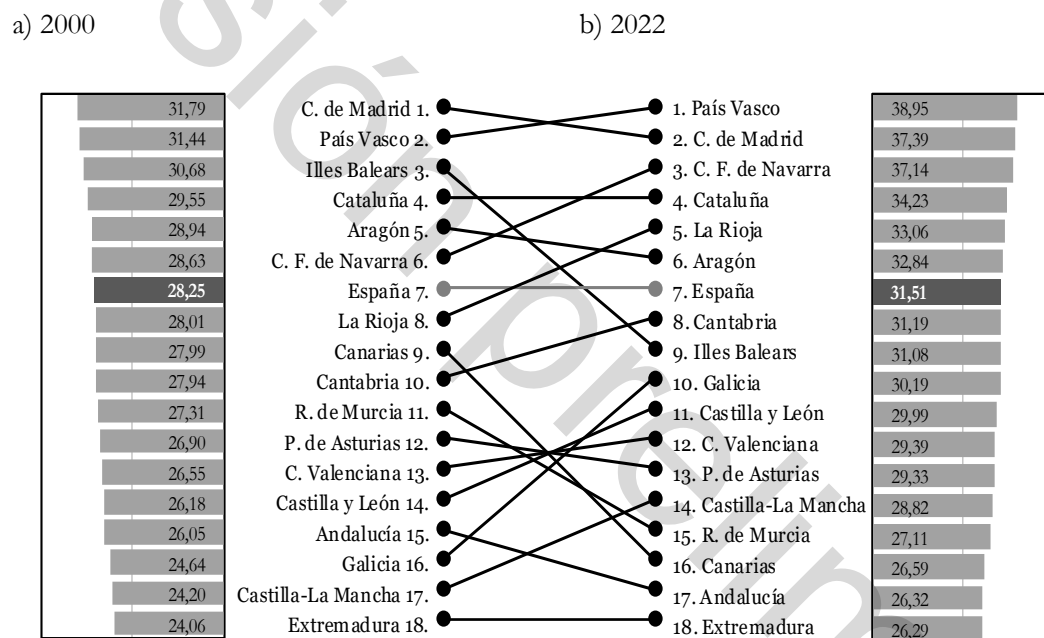 a) 2000
b) 2022
31,79 C. de Madrid 1. 1. País Vasco 38,95
31,44 País Vasco 2. 2. C. de Madrid 37,39
30,68 Illes Balears 3. 3. C. F. de Navarra 37,14
29,55 Cataluña 4. 4. Cataluña 34,23
28,94 Aragón 5. 5. La Rioja 33,06
28,63 C. F. de Navarra 6. 6. Aragón 32,84
28,25 España 7. 7. España 31,51
28,01 La Rioja 8. 8. Cantabria 31,19
27,99 Canarias 9. 9. Illes Balears 31,08
27,94 Cantabria 10. 10. Galicia 30,19
27,31 R. de Murcia 11. 11. Castilla y León 29,99
26,90 P. de Asturias 12. 12. C. Valenciana 29,39
26,55 C. Valenciana 13. 13. P. de Asturias 29,33
26,18 Castilla y León 14. 14. Castilla-La Mancha 28,82
26,05 Andalucía 15. 15. R. de Murcia 27,11
24,64 Galicia 16. 16. Canarias 26,59
24,20 Castilla-La Mancha 17. 17. Andalucía 26,32
24,06 Extremadura 18. 18. Extremadura 26,29